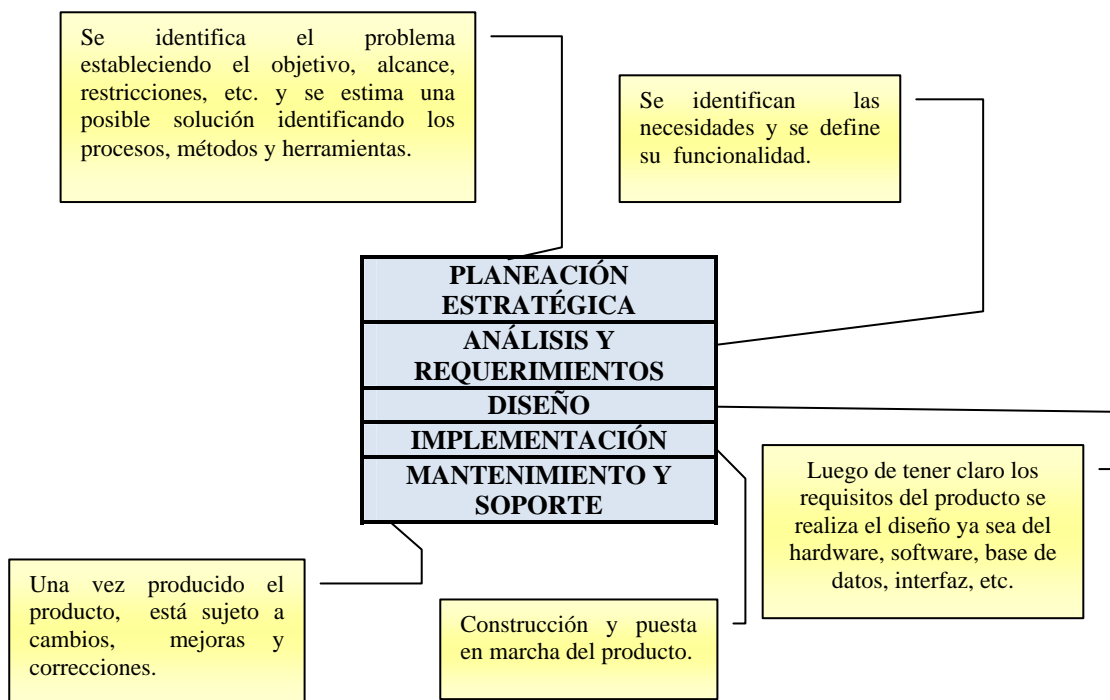 Se identifica el problema
estableciendo el objetivo, alcance,
restricciones, etc. y se estima una
posible solución identificando los
procesos, métodos y herramientas.
Se identifican las
necesidades y se define
su funcionalidad.
PLANEACIÓN
ESTRATÉGICA
ANÁLISIS Y
REQUERIMIENTOS
DISEÑO
IMPLEMENTACIÓN
MANTENIMIENTO Y
SOPORTE
Luego de tener claro los
requisitos del producto se
realiza el diseño ya sea del
hardware, software, base de
datos, interfaz, etc.
Una vez producido el
producto, está sujeto a
cambios, mejoras y
correcciones.
Construcción y puesta
en marcha del producto.